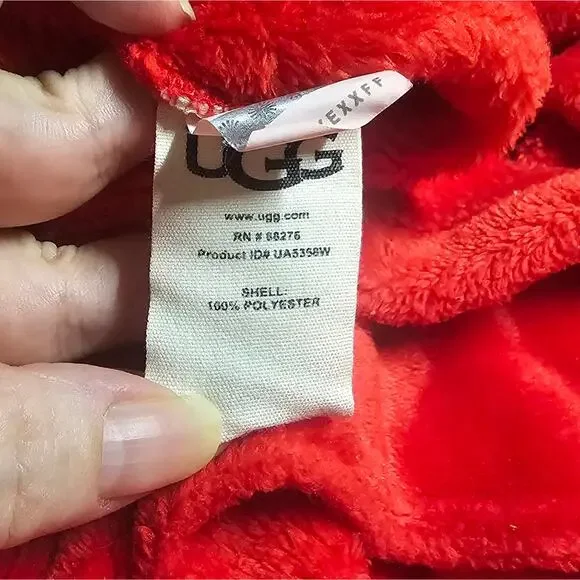 UGG
www.ugg.com
RN # 88276
Product ID# UA5358W
SHELL:
100% POLYESTER